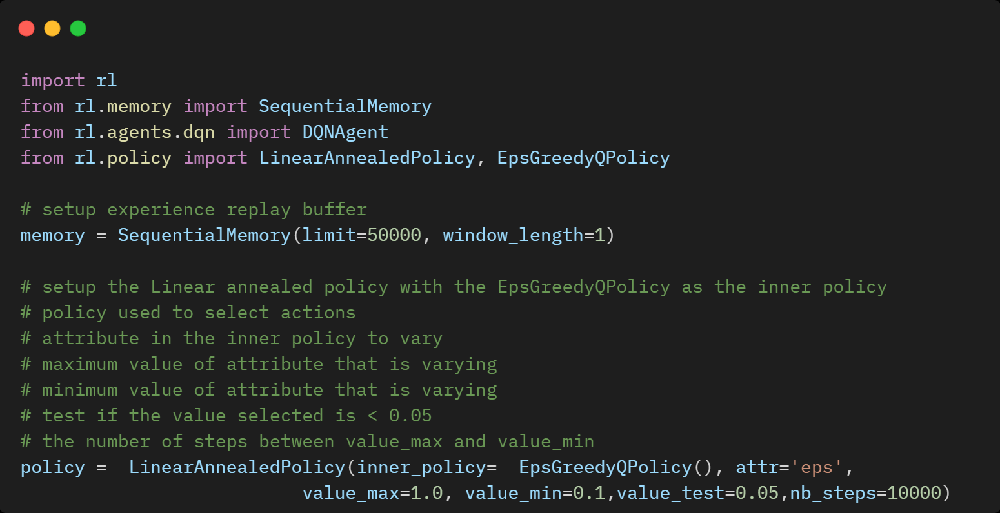 import rl
from rl.memory import SequentialMemory
from rl.agents.dqn import DQNAgent
from rl.policy import LinearAnnealedPolicy, EpsGreedyQPolicy
# setup experience replay buffer
memory = SequentialMemory(limit=50000, window_length=1)
# setup the Linear annealed policy with the EpsGreedyQPolicy as the inner policy
# policy used to select actions
# attribute in the inner policy to vary
# maximum value of attribute that is varying
# minimum value of attribute that is varying
# test if the value selected is < 0.05
# the number of steps between value_max and value_min
policy =  LinearAnnealedPolicy(inner_policy=  EpsGreedyQPolicy(), attr='eps',
value_max=1.0, value_min=0.1,value_test=0.05,nb_steps=10000)